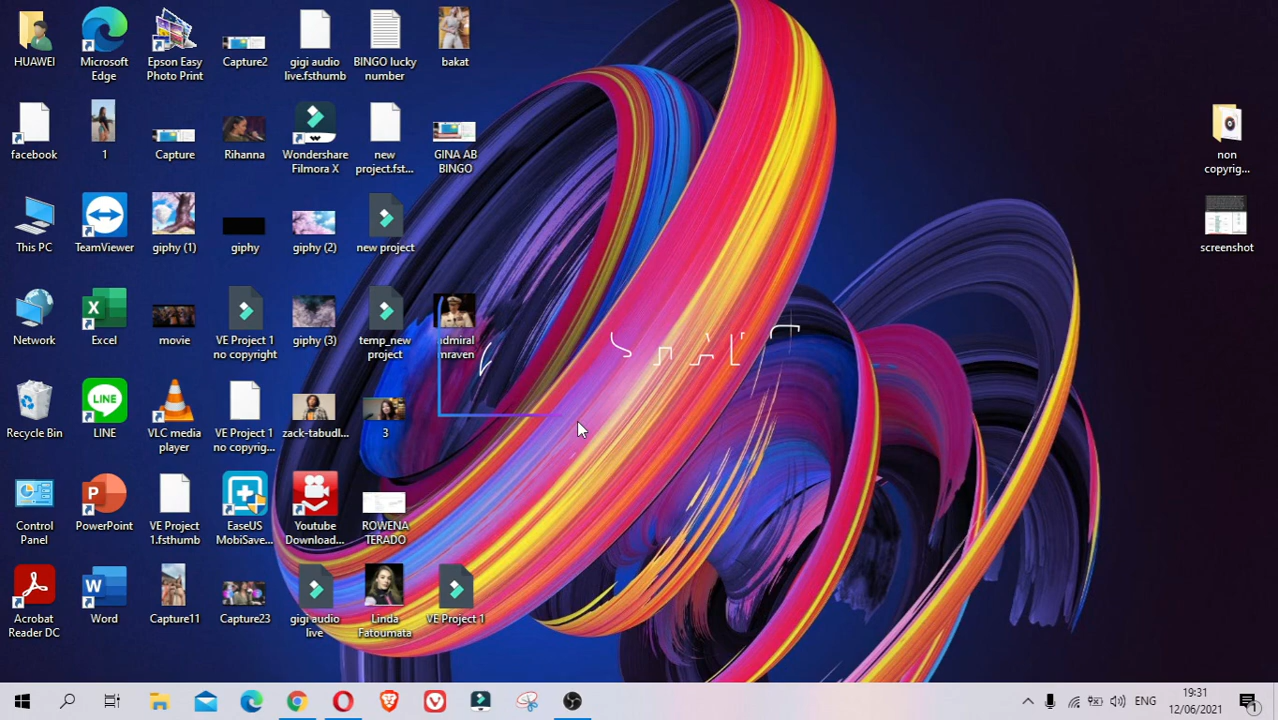 HUAWEI
Microsoft
Edge
Epson Easy
Photo Print
Capture2
gigi audio
live.fsthumb
BINGO lucky
number
bakat
facebook
1
Capture
Rihanna
Wondershare
Filmora X
new
project.fst...
GINA AB
BINGO
non
copyrig...
This PC
TeamViewer
giphy (1)
giphy
giphy (2)
new project
screenshot
Network
Excel
movie
VE Project 1
no copyright
giphy (3)
temp_new
project
admiral
mraven
Recycle Bin
LINE
VLC media
player
VE Project 1
no copyrig...
zack-tabudl...
3
Control
Panel
PowerPoint
VE Project
1.fsthumb
EaseUS
MobiSave...
Youtube
Download...
ROWENA
TERADO
Acrobat
Reader DC
Word
Capture11
Capture23
gigi audio
live
Linda
Fatoumata
VE Project 1
ENG
19:31
12/06/2021
1